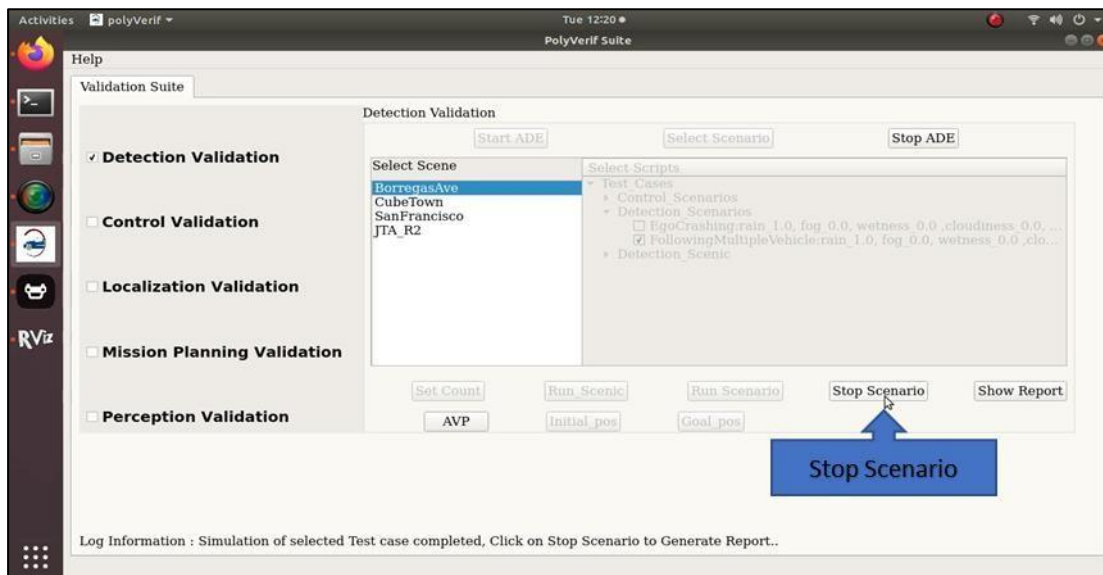 Activities polyVerif Tue 12:20
PolyVerif Suite
Help
Validation Suite
Detection Validation
Start ADE Select Scenario Stop ADE
Detection Validation
Control Validation
Localization Validation
Mission Planning Validation
Perception Validation
Select Scene
BorregasAve
CubeTown
SanFrancisco
JTA_R2
Select Scripts
Test_Cases
Control_Scenarios
Detection_Scenarios
EgoCrashing:rain_1.0, fog_0.0, wetness_0.0 ,cloudiness_0.0, ...
FollowingMultipleVehicle:rain_1.0, fog_0.0, wetness_0.0 ,clo...
Detection_Scenic
Set Count Run_Scenic Run_Scenario Stop Scenario Show Report
AVP Initial_pos Goal_pos
Stop Scenario
RViz
Log Information : Simulation of selected Test case completed, Click on Stop Scenario to Generate Report..